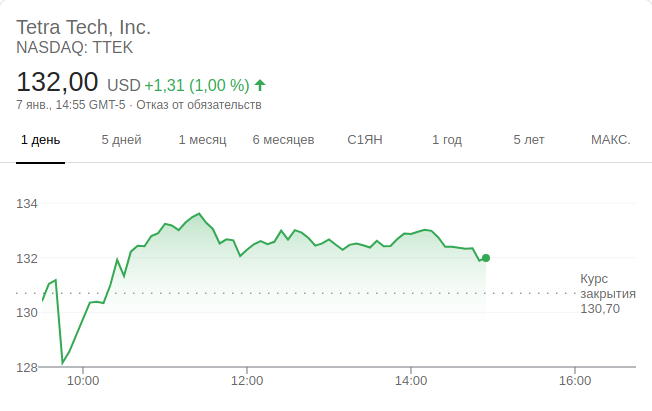 Tetra Tech, Inc.
NASDAQ: TTEK
132,00 USD +1,31 (1,00 %)
7 янв., 14:55 GMT-5 · Отказ от обязательств
1 день 5 дней 1 месяц 6 месяцев С1ЯН 1 год 5 лет МАКС.
134
132
130
128
Курс
закрытия
130,70
10:00 12:00 14:00 16:00